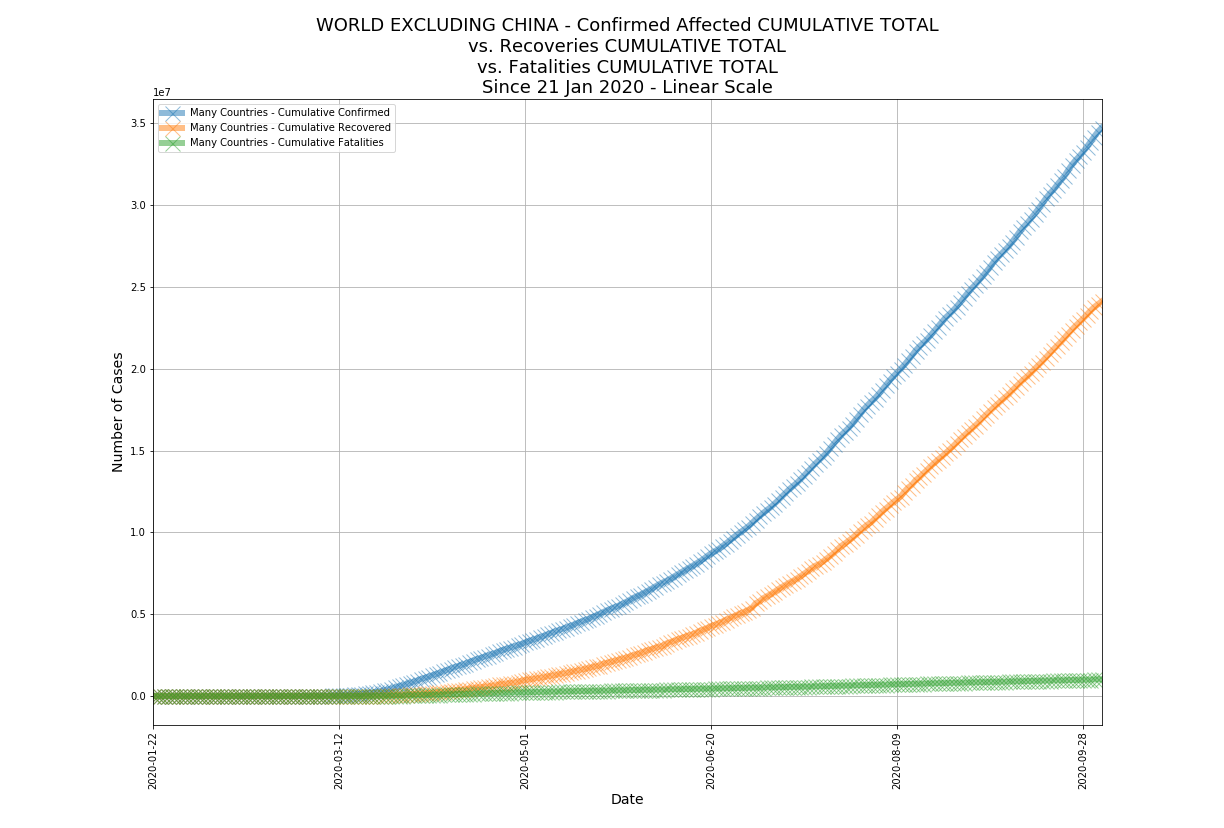 WORLD EXCLUDING CHINA - Confirmed Affected CUMULATIVE TOTAL
vs. Recoveries CUMULATIVE TOTAL
vs. Fatalities CUMULATIVE TOTAL
Since 21 Jan 2020 - Linear Scale
1e7
Many Countries - Cumulative Confirmed
Many Countries - Cumulative Recovered
Many Countries - Cumulative Fatalities
3.5
3.0
2.5
2.0
1.5
1.0
0.5
0.0
Number of Cases
2020-01-22
2020-03-12
2020-05-01
2020-06-20
2020-08-09
2020-09-28
Date